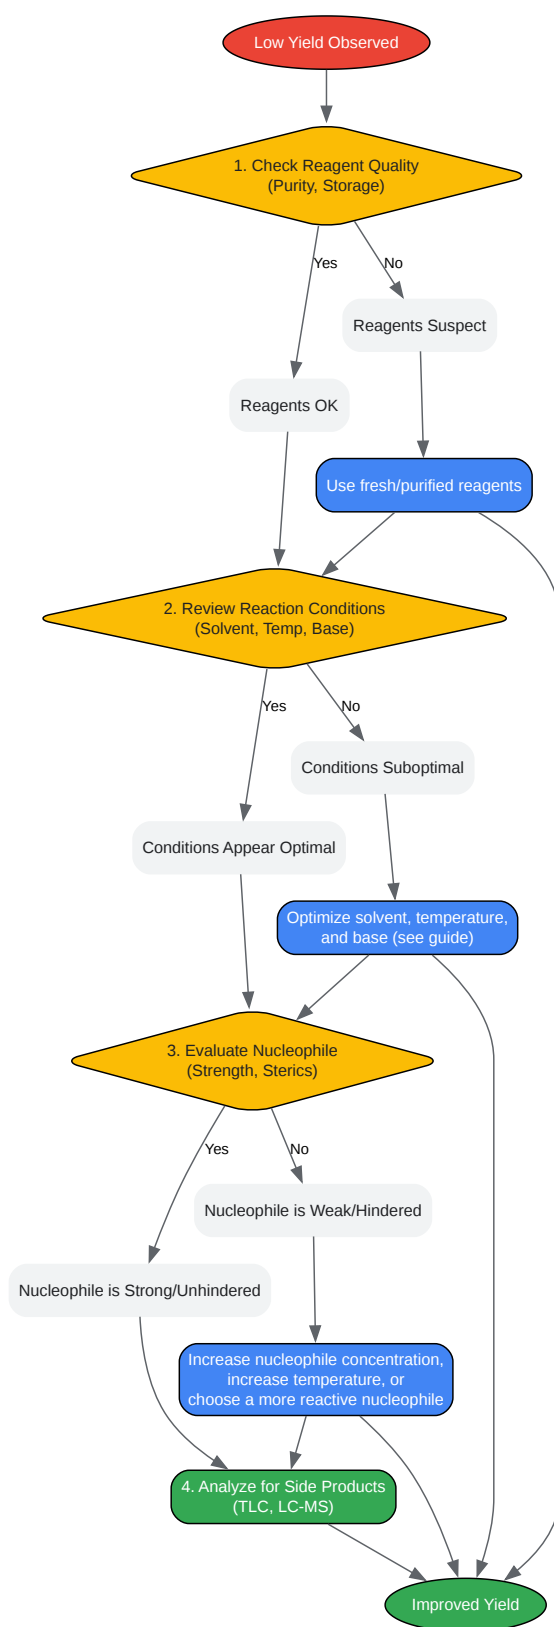 Low Yield Observed
1. Check Reagent Quality
(Purity, Storage)
Yes
No
Reagents Suspect
Reagents OK
Use fresh/purified reagents
2. Review Reaction Conditions
(Solvent, Temp, Base)
Yes
No
Conditions Suboptimal
Conditions Appear Optimal
Optimize solvent, temperature,
and base (see guide)
3. Evaluate Nucleophile
(Strength, Sterics)
Yes
No
Nucleophile is Weak/Hindered
Nucleophile is Strong/Unhindered
Increase nucleophile concentration,
increase temperature, or
choose a more reactive nucleophile
4. Analyze for Side Products
(TLC, LC-MS)
Improved Yield